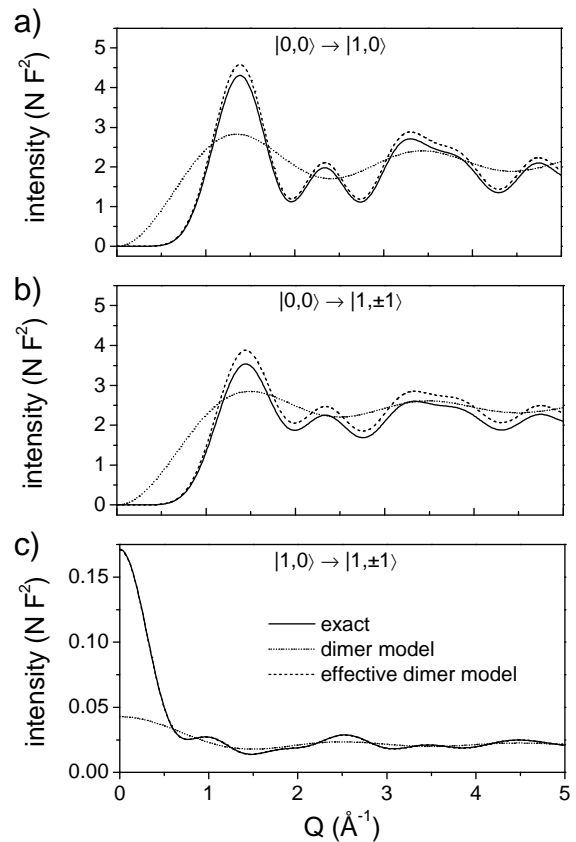 a)
|0,0⟩ → |1,0⟩
intensity (N F²)
5
4
3
2
1
0
b)
|0,0⟩ → |1,±1⟩
intensity (N F²)
5
4
3
2
1
0
c)
|1,0⟩ → |1,±1⟩
intensity (N F²)
0.15
0.10
0.05
0.00
exact
dimer model
effective dimer model
0 1 2 3 4 5
Q (Å⁻¹)